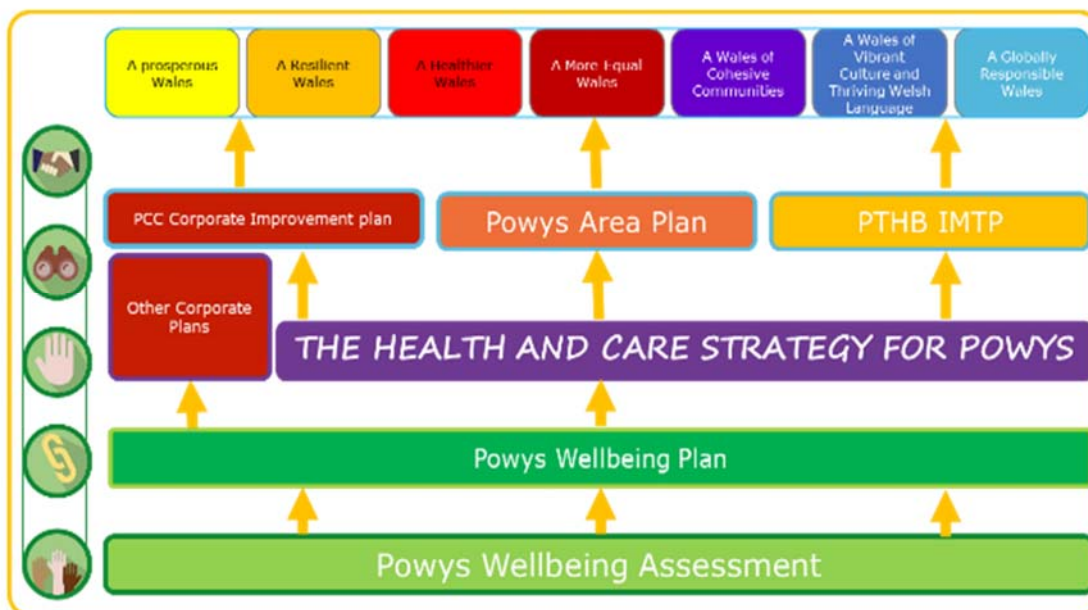 A prosperous
Wales
A Resilient
Wales
A Healthier
Wales
A More Equal
Wales
A Wales of
Cohesive
Communities
A Wales of
Vibrant
Culture and
Thriving Welsh
Language
A Globally
Responsible
Wales
PCC Corporate Improvement plan
Powys Area Plan
PTHB IMTP
Other Corporate
Plans
THE HEALTH AND CARE STRATEGY FOR POWYS
Powys Wellbeing Plan
Powys Wellbeing Assessment